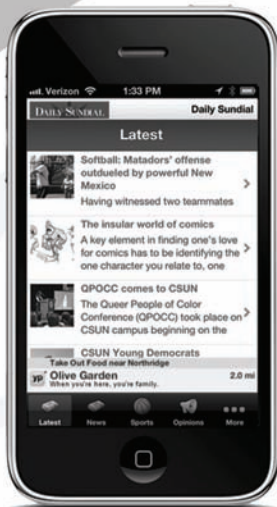 Verizon 1:33 PM
DAILY SUNDIAL Daily Sundial
Latest
Softball: Matadors' offense
outdueled by powerful New
Mexico
Having witnessed two teammates
The insular world of comics
A key element in finding one's love
for comics has to be identifying the
one character you relate to, one
QPOCC comes to CSUN
The Queer People of Color
Conference (QPOCC) took place on
CSUN campus beginning on the
CSUN Young Democrats
Take Out Food near Northridge
yp Olive Garden 2.0 mi
When you're here, you're family.
Latest News Sports Opinions More